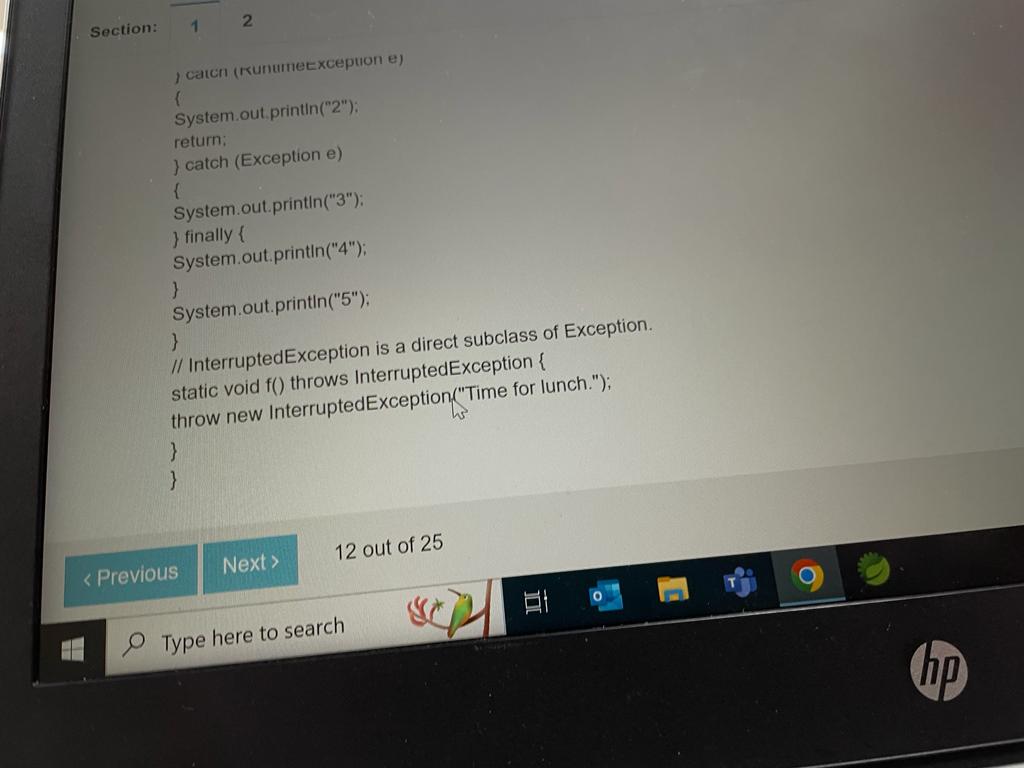 Section: 1 2
} catch (RuntimeException e)
{
System.out.println("2");
return;
} catch (Exception e)
{
System.out.println("3");
} finally {
System.out.println("4");
}
System.out.println("5");
}
// InterruptedException is a direct subclass of Exception.
static void f() throws InterruptedException {
throw new InterruptedException("Time for lunch.");
}
}
< Previous Next > 12 out of 25
Type here to search
hp